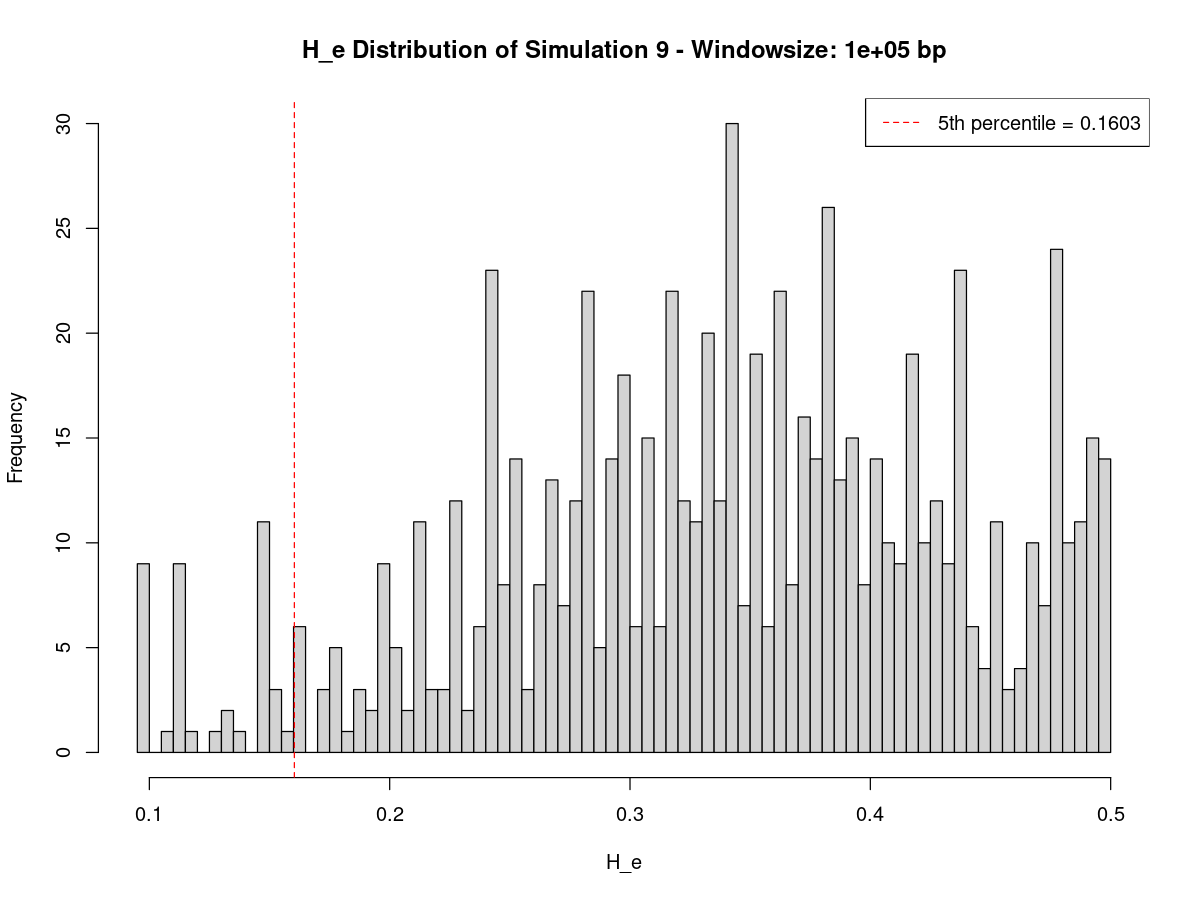 H_e Distribution of Simulation 9 - Windowsize: 1e+05 bp
5th percentile = 0.1603
Frequency
30
25
20
15
10
5
0
0.1 0.2 0.3 0.4 0.5
H_e